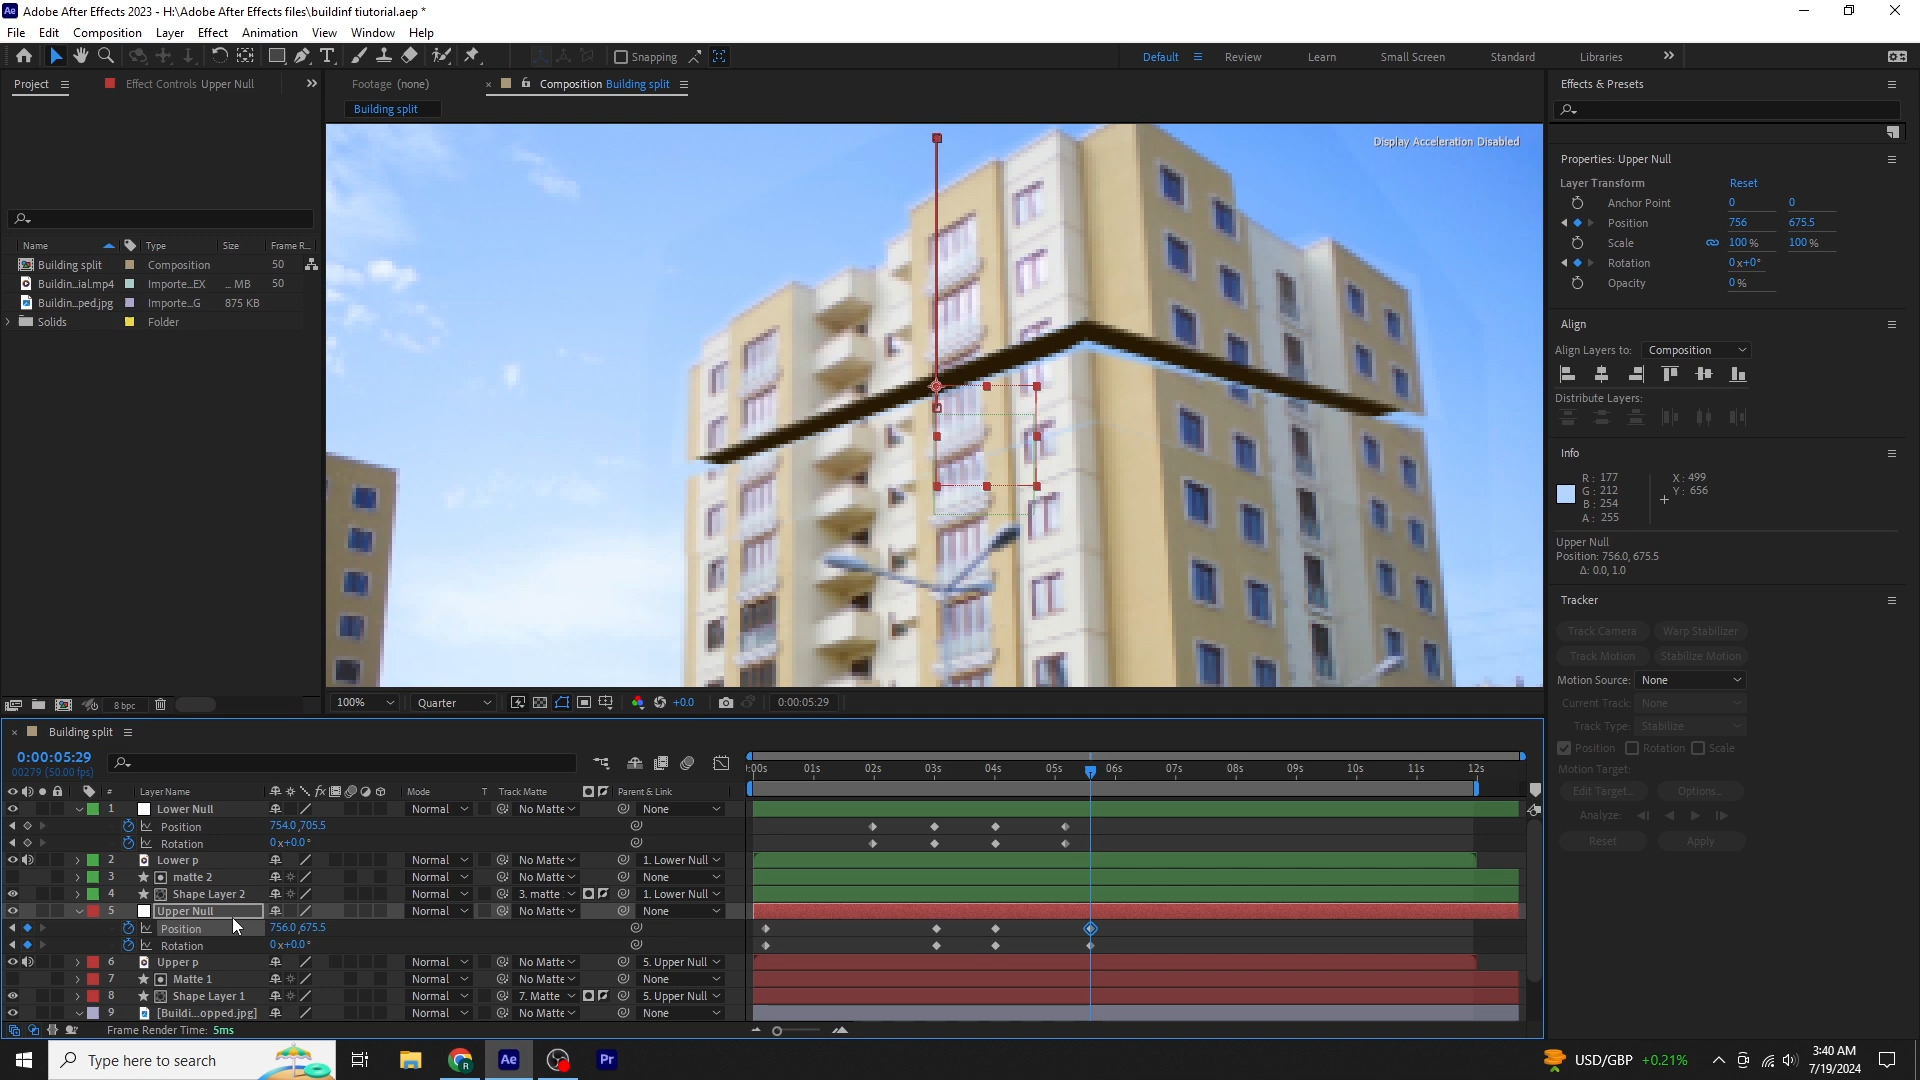 Adobe After Effects 2023 - H:\Adobe After Effects files\buildinf tiutorial.aep *
File Edit Composition Layer Effect Animation View Window Help
Snapping
Default Review Learn Small Screen Standard Libraries
Project Effect Controls Upper Null
Footage (none) Composition Building split
Building split
Name Type Size Frame R...
Building split Composition 50
Buildin...ial.mp4 Importe...EX ... MB 50
Buildin...ped.jpg Importe...G 875 KB
Solids Folder
8 bpc
Display Acceleration Disabled
100% Quarter +0.0 0:00:05:29
Effects & Presets
Properties: Upper Null
Layer Transform Reset
Anchor Point 0 0
Position 756 675.5
Scale 100 % 100 %
Rotation 0x+0°
Opacity 0 %
Align
Align Layers to: Composition
Distribute Layers:
Info
R: 177 X: 499
G: 212 Y: 656
B: 254
A: 255
Upper Null
Position: 756.0, 675.5
Δ: 0.0, 1.0
Tracker
Track Camera Warp Stabilizer
Track Motion Stabilize Motion
Motion Source: None
Current Track: None
Track Type: Stabilize
Position Rotation Scale
Motion Target:
Edit Target... Options...
Analyze:
Reset Apply
Building split
0:00:05:29
00279 (50.00 fps)
# Layer Name Mode T Track Matte Parent & Link
:00s 01s 02s 03s 04s 05s 06s 07s 08s 09s 10s 11s 12s
1 Lower Null Normal No Matte None
Position 754.0,705.5
Rotation 0x+0.0°
2 Lower p Normal No Matte 1. Lower Null
3 matte 2 Normal No Matte None
4 Shape Layer 2 Normal 3. matte 1. Lower Null
5 Upper Null Normal No Matte None
Position 756.0,675.5
Rotation 0x+0.0°
6 Upper p Normal No Matte 5. Upper Null
7 Matte 1 Normal No Matte None
8 Shape Layer 1 Normal 7. Matte 5. Upper Null
9 [Buildi...opped.jpg] Normal No Matte None
Frame Render Time: 5ms
Type here to search
USD/GBP +0.21%
3:40 AM
7/19/2024